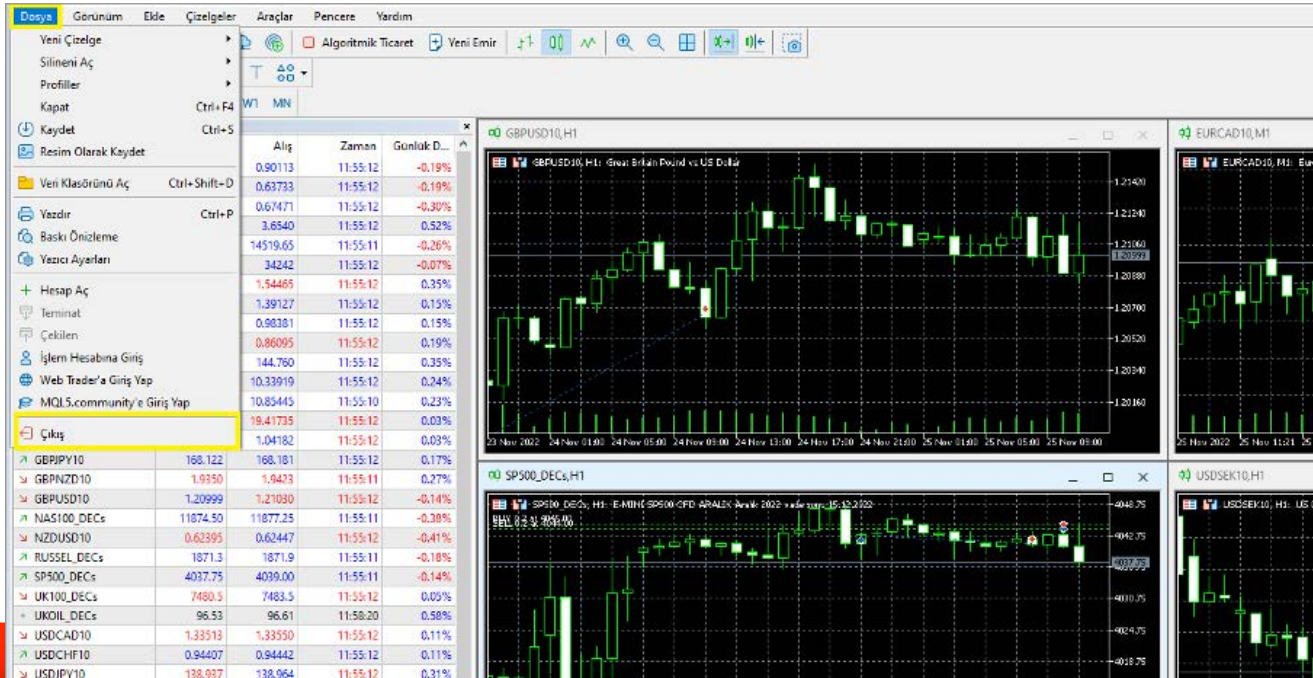 Dosya Görünüm Ekle Çizelgeler Araçlar Pencere Yardım
Yeni Çizelge
Silineni Aç
Profiller
Kapat Ctrl+F4
Kaydet Ctrl+S
Resim Olarak Kaydet
Veri Klasörünü Aç Ctrl+Shift+D
Yazdır Ctrl+P
Baskı Önizleme
Yazıcı Ayarları
Hesap Aç
Teminat
Çekilen
İşlem Hesabına Giriş
Web Trader'a Giriş Yap
MQL5.community'e Giriş Yap
Çıkış
Algoritmik Ticaret Yeni Emir
W1 MN
Alış Zaman Günlük D...
0.90113 11:55:12 -0.19%
0.63733 11:55:12 -0.19%
0.67471 11:55:12 -0.30%
3.6540 11:55:12 0.52%
14519.65 11:55:11 -0.26%
34242 11:55:12 -0.07%
1.54465 11:55:12 0.35%
1.39127 11:55:12 0.15%
0.98381 11:55:12 0.15%
0.86095 11:55:12 0.19%
144.760 11:55:12 0.35%
10.33919 11:55:12 0.24%
10.85445 11:55:10 0.23%
19.41735 11:55:12 0.03%
1.04182 11:55:12 0.03%
GBPJPY10 168.122 168.181 11:55:12 0.17%
GBPNZD10 1.9350 1.9423 11:55:11 0.27%
GBPUSD10 1.20999 1.21030 11:55:12 -0.14%
NAS100_DECs 11874.50 11877.25 11:55:11 -0.38%
NZDUSD10 0.62395 0.62447 11:55:12 -0.41%
RUSSEL_DECs 1871.3 1871.9 11:55:11 -0.18%
SP500_DECs 4037.75 4039.00 11:55:11 -0.14%
UK100_DECs 7480.5 7483.5 11:55:12 0.05%
UKOIL_DECs 96.53 96.61 11:58:20 0.58%
USDCAD10 1.33513 1.33550 11:55:12 0.11%
USDCHF10 0.94407 0.94442 11:55:12 0.11%
USDJPY10 138.937 138.964 11:55:12 0.31%
GBPUSD10,H1
GBPUSD10, H1: Great Britain Pound vs US Dollar
1.21420
1.21240
1.21060
1.20999
1.20880
1.20700
1.20520
1.20340
1.20160
23 Nov 2022 24 Nov 01:00 24 Nov 05:00 24 Nov 09:00 24 Nov 13:00 24 Nov 17:00 24 Nov 21:00 25 Nov 01:00 25 Nov 05:00 25 Nov 09:00
EURCAD10,M1
EURCAD10, M1: Eur
25 Nov 2022 25 Nov 11:21 25
SP500_DECs,H1
SP500_DECs, H1: E-MINI SP500 CFD ARALIK Aralık 2022
4048.75
4042.75
4037.75
4030.75
4024.75
4018.75
USDSEK10,H1
USDSEK10, H1: US